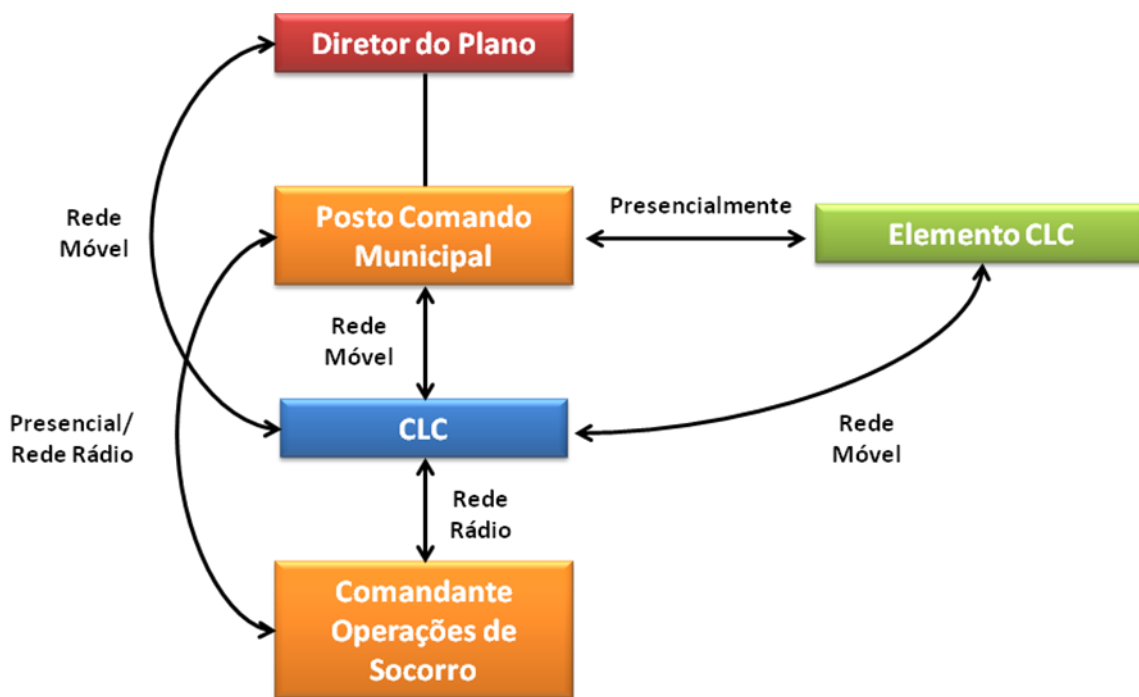 Diretor do Plano
Rede
Móvel
Posto Comando
Municipal
Presencialmente
Elemento CLC
Rede
Móvel
Presencial/
Rede Rádio
CLC
Rede
Móvel
Rede
Rádio
Comandante
Operações de
Socorro